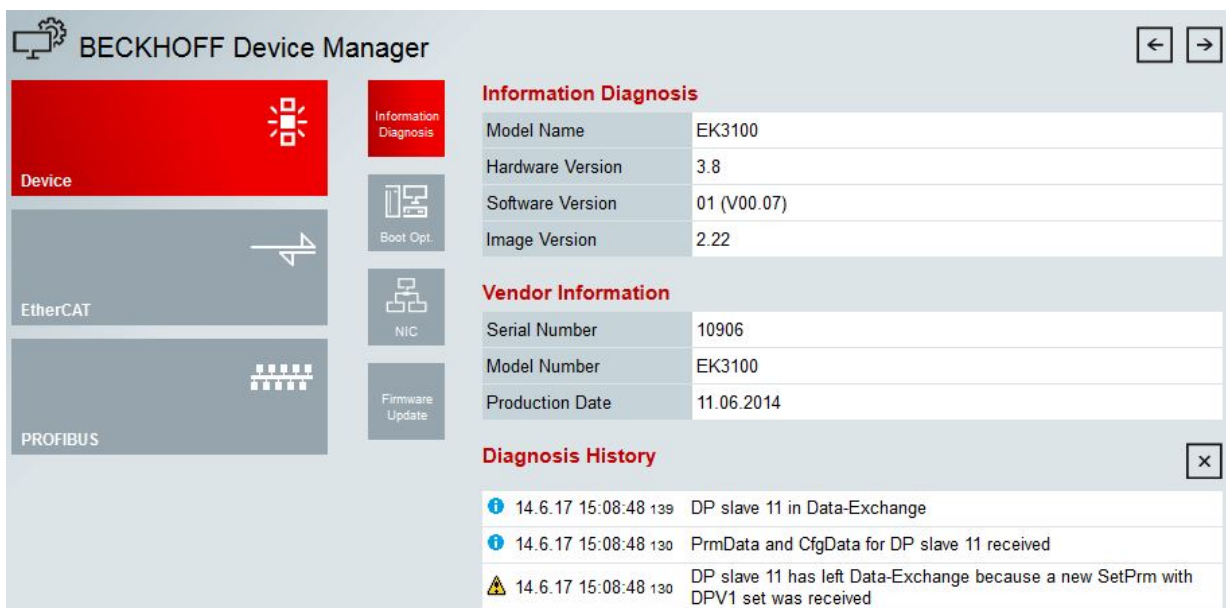 BECKHOFF Device Manager
Device
EtherCAT
PROFIBUS
Information
Diagnosis
Boot Opt.
NIC
Firmware
Update
Information Diagnosis
Model Name EK3100
Hardware Version 3.8
Software Version 01 (V00.07)
Image Version 2.22
Vendor Information
Serial Number 10906
Model Number EK3100
Production Date 11.06.2014
Diagnosis History
14.6.17 15:08:48 139 DP slave 11 in Data-Exchange
14.6.17 15:08:48 130 PrmData and CfgData for DP slave 11 received
14.6.17 15:08:48 130 DP slave 11 has left Data-Exchange because a new SetPrm with
DPV1 set was received